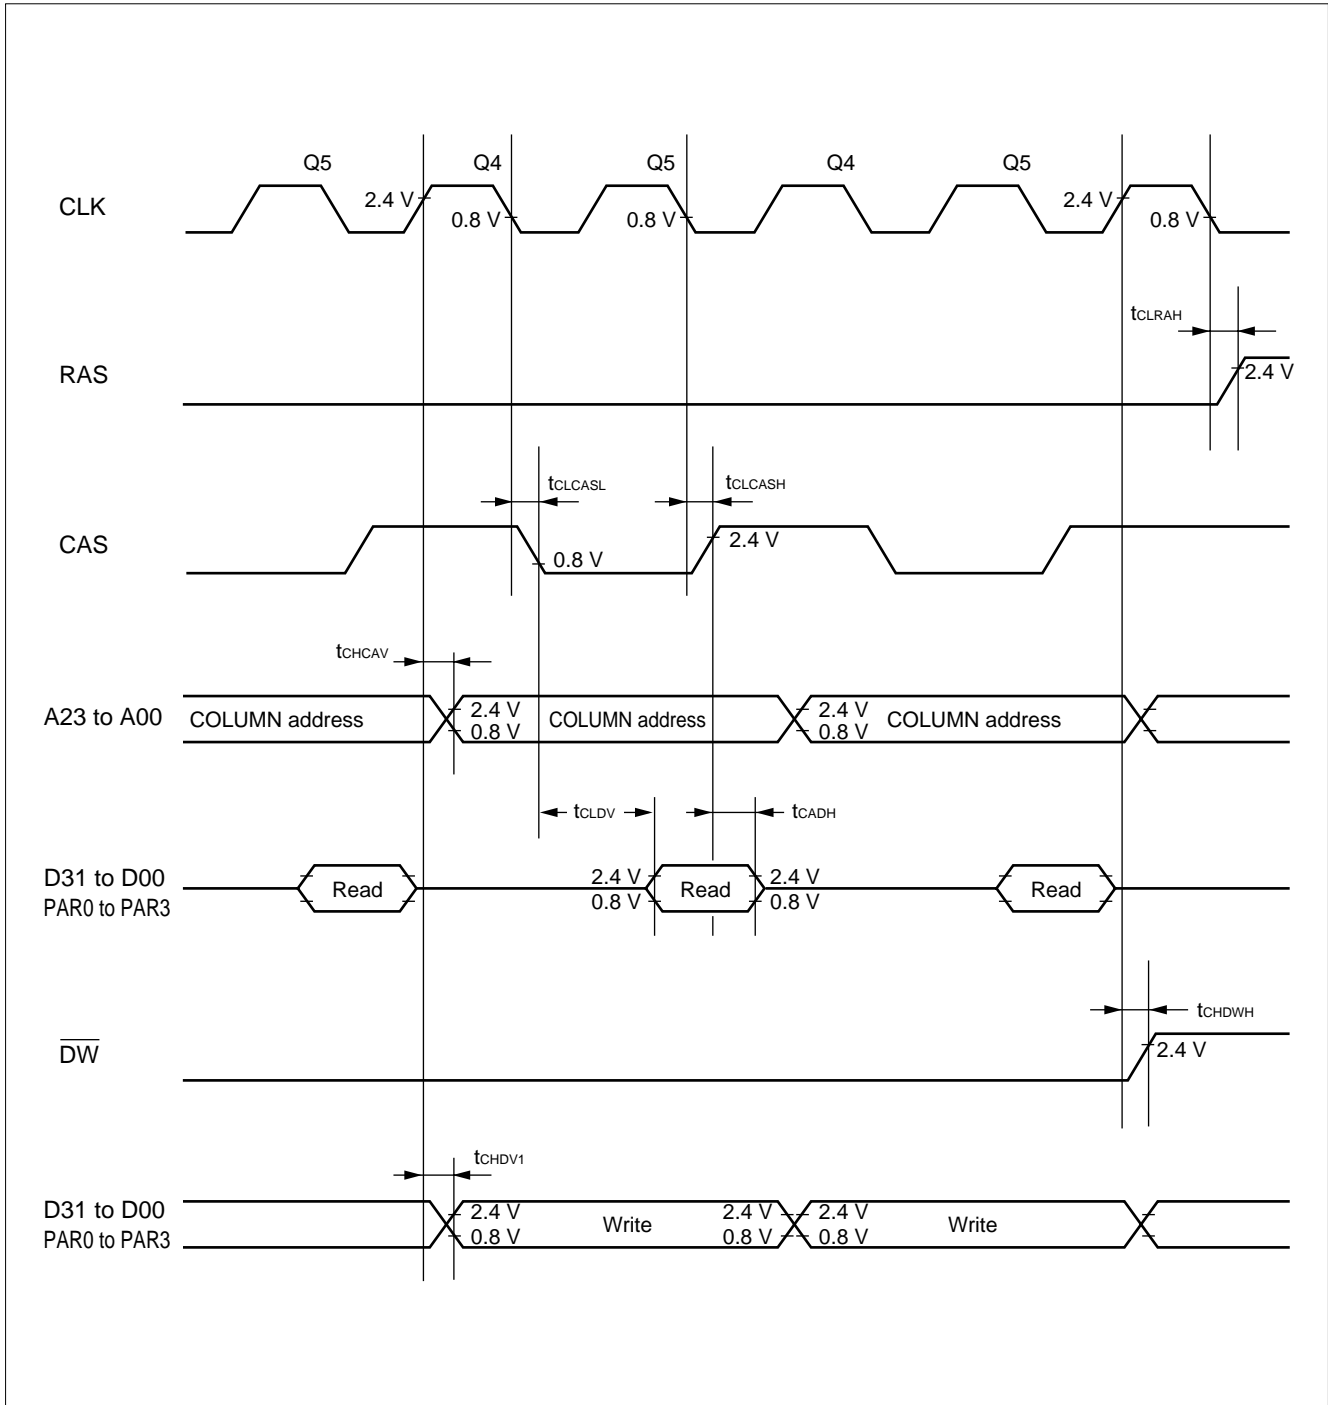 Q5 Q4 Q5 Q4 Q5
CLK 2.4 V 0.8 V 0.8 V 2.4 V 0.8 V
tCLRAH
RAS 2.4 V
tCLCASL tCLCASH
CAS 0.8 V 2.4 V
tCHCAV
A23 to A00 COLUMN address 2.4 V COLUMN address 2.4 V COLUMN address
0.8 V 0.8 V
tCLDV tCADH
D31 to D00 Read 2.4 V Read 2.4 V Read
PAR0 to PAR3 0.8 V 0.8 V
tCHDWH
DW 2.4 V
tCHDV1
D31 to D00 2.4 V Write 2.4 V 2.4 V Write
PAR0 to PAR3 0.8 V 0.8 V 0.8 V